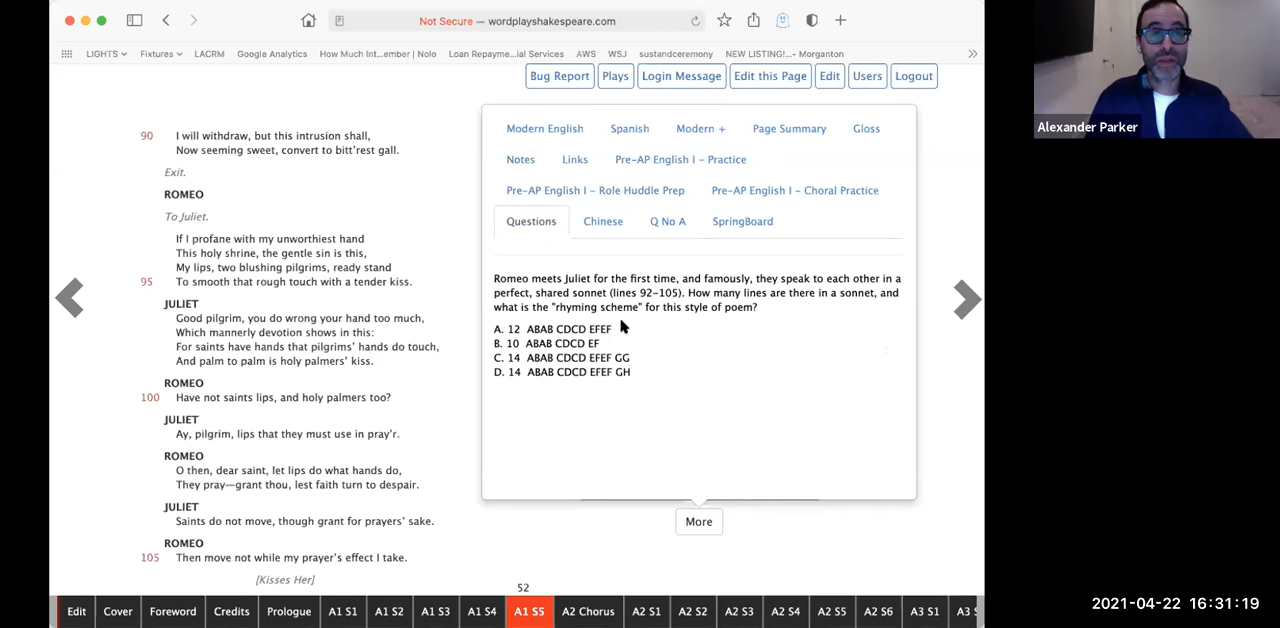 Not Secure — wordplayshakespeare.com
LIGHTS Fixtures LACRM Google Analytics How Much Int...ember | Nolo Loan Repayme...ial Services AWS WSJ sustandceremony NEW LISTING!...- Morganton
Bug Report Plays Login Message Edit this Page Edit Users Logout
90 I will withdraw, but this intrusion shall,
Now seeming sweet, convert to bitt'rest gall.
Exit.
ROMEO
To Juliet.
If I profane with my unworthiest hand
This holy shrine, the gentle sin is this,
My lips, two blushing pilgrims, ready stand
95 To smooth that rough touch with a tender kiss.
JULIET
Good pilgrim, you do wrong your hand too much,
Which mannerly devotion shows in this:
For saints have hands that pilgrims' hands do touch,
And palm to palm is holy palmers' kiss.
ROMEO
100 Have not saints lips, and holy palmers too?
JULIET
Ay, pilgrim, lips that they must use in pray'r.
ROMEO
O then, dear saint, let lips do what hands do,
They pray—grant thou, lest faith turn to despair.
JULIET
Saints do not move, though grant for prayers' sake.
ROMEO
105 Then move not while my prayer's effect I take.
[Kisses Her]
Modern English Spanish Modern + Page Summary Gloss
Notes Links Pre-AP English I - Practice
Pre-AP English I - Role Huddle Prep Pre-AP English I - Choral Practice
Questions Chinese Q No A SpringBoard
Romeo meets Juliet for the first time, and famously, they speak to each other in a
perfect, shared sonnet (lines 92-105). How many lines are there in a sonnet, and
what is the "rhyming scheme" for this style of poem?
A. 12 ABAB CDCD EFEF
B. 10 ABAB CDCD EF
C. 14 ABAB CDCD EFEF GG
D. 14 ABAB CDCD EFEF GH
More
52
Edit Cover Foreword Credits Prologue A1 S1 A1 S2 A1 S3 A1 S4 A1 S5 A2 Chorus A2 S1 A2 S2 A2 S3 A2 S4 A2 S5 A2 S6 A3 S1 A3 S
Alexander Parker
2021-04-22 16:31:19